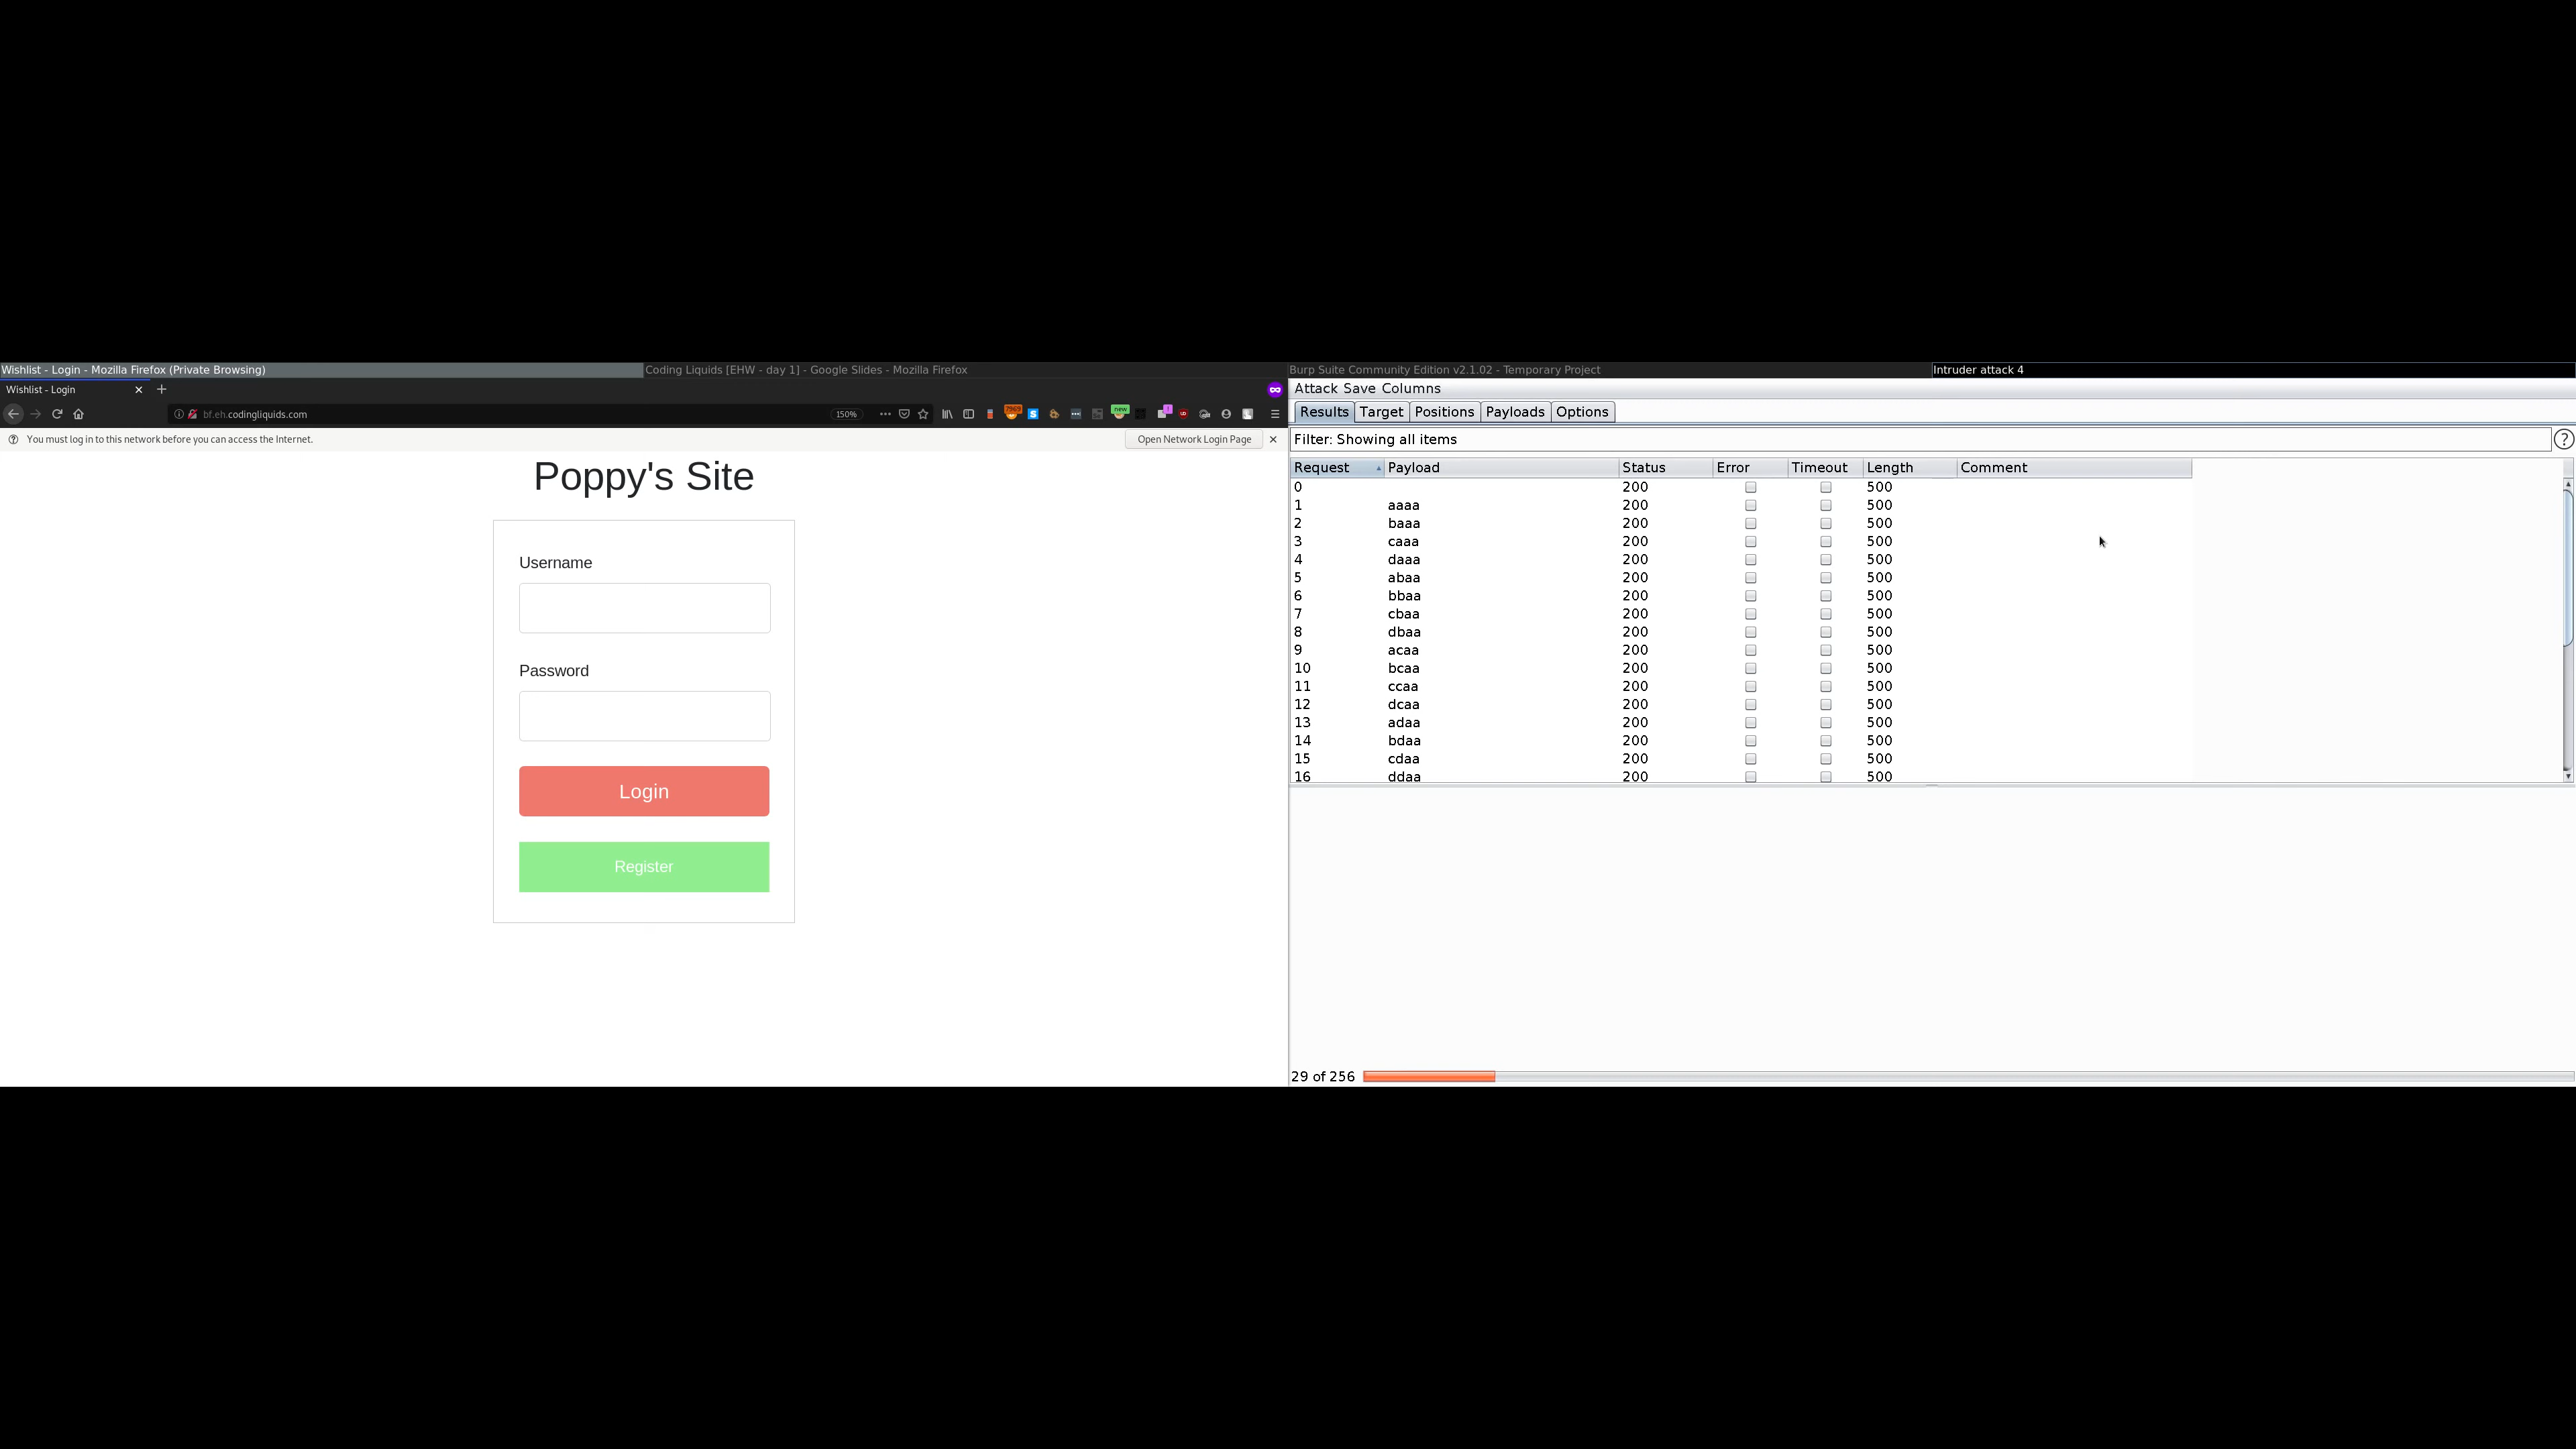 Wishlist - Login - Mozilla Firefox (Private Browsing)
Coding Liquids [EHW - day 1] - Google Slides - Mozilla Firefox
Wishlist - Login
bf.eh.codingliquids.com
150%
new
You must log in to this network before you can access the Internet.
Open Network Login Page
Poppy's Site
Username
Password
Login
Register
Burp Suite Community Edition v2.1.02 - Temporary Project
Intruder attack 4
Attack Save Columns
Results Target Positions Payloads Options
Filter: Showing all items
?
Request Payload Status Error Timeout Length Comment
0 200 500
1 aaaa 200 500
2 baaa 200 500
3 caaa 200 500
4 daaa 200 500
5 abaa 200 500
6 bbaa 200 500
7 cbaa 200 500
8 dbaa 200 500
9 acaa 200 500
10 bcaa 200 500
11 ccaa 200 500
12 dcaa 200 500
13 adaa 200 500
14 bdaa 200 500
15 cdaa 200 500
16 ddaa 200 500
29 of 256